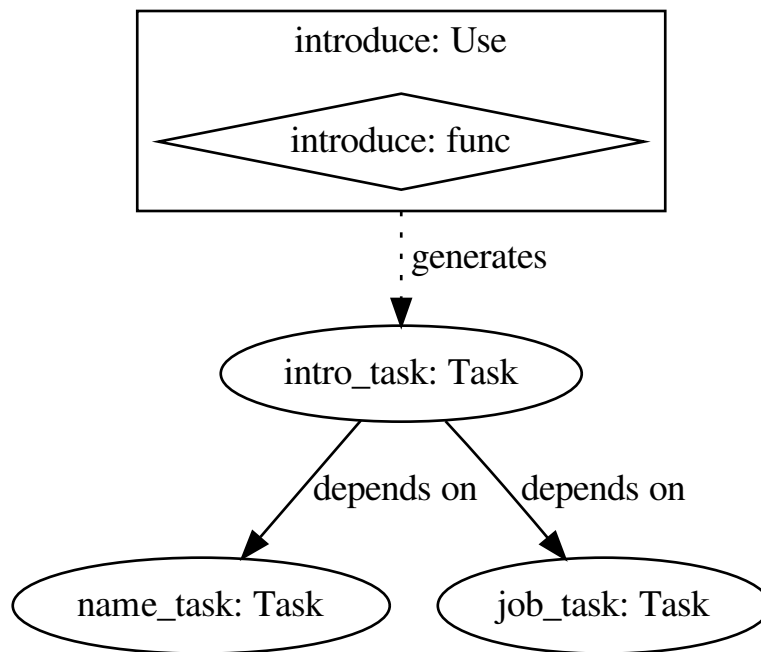 introduce: Use
introduce: func
generates
intro_task: Task
depends on
depends on
name_task: Task
job_task: Task